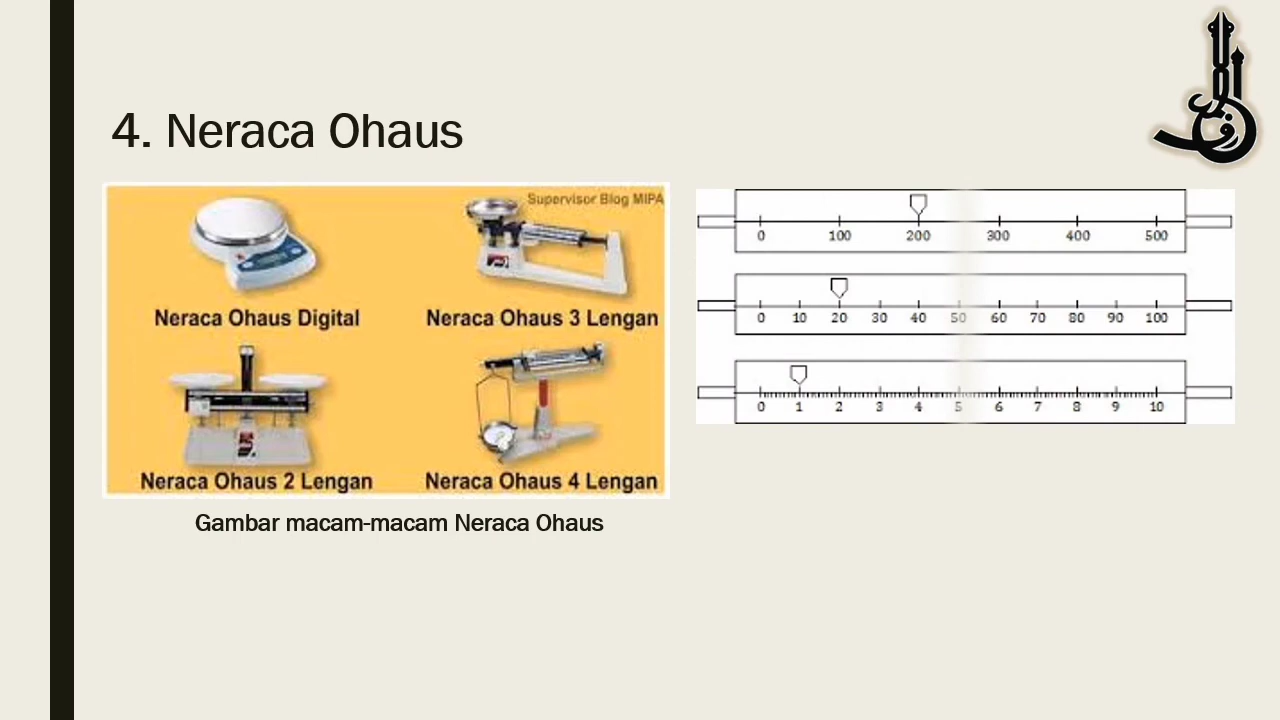 4. Neraca Ohaus
Supervisor Blog MIPA
Neraca Ohaus Digital
Neraca Ohaus 3 Lengan
Neraca Ohaus 2 Lengan
Neraca Ohaus 4 Lengan
Gambar macam-macam Neraca Ohaus
0 100 200 300 400 500
0 10 20 30 40 50 60 70 80 90 100
0 1 2 3 4 5 6 7 8 9 10